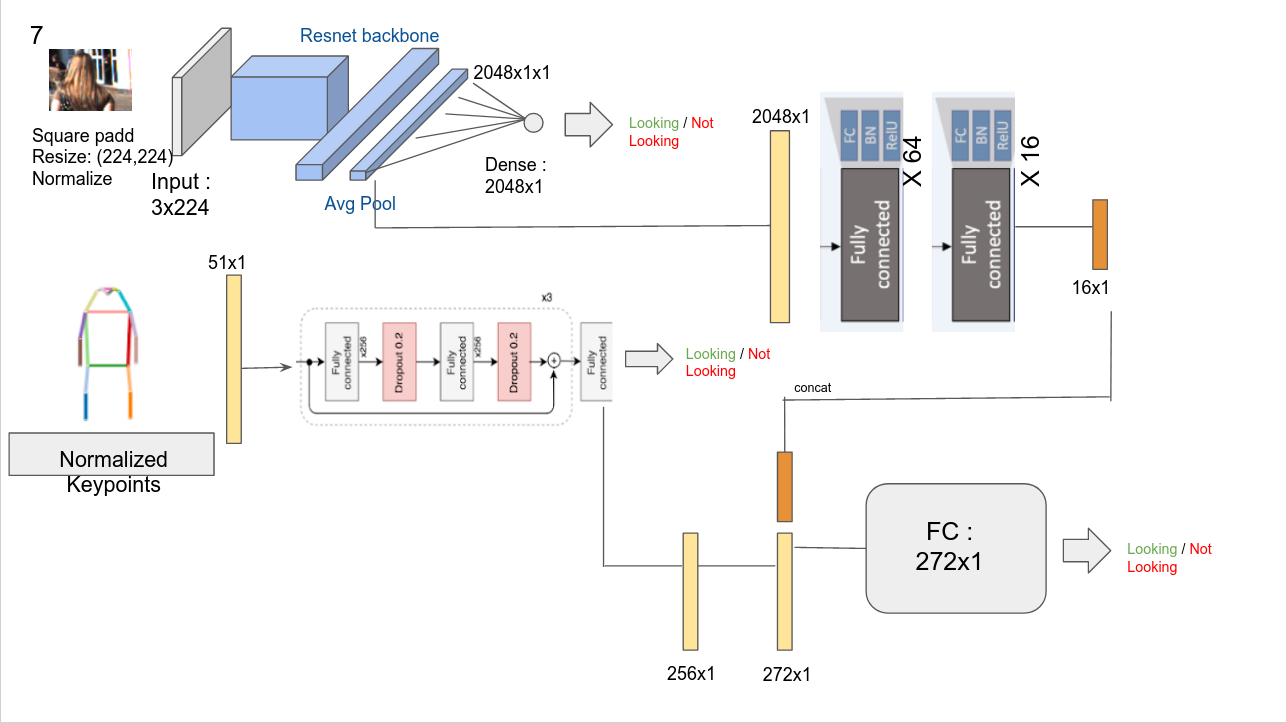 7
Resnet backbone
2048x1x1
Square padd
Resize: (224,224)
Normalize
Input :
3x224
Avg Pool
Dense :
2048x1
Looking / Not
Looking
2048x1
FC
BN
RelU
Fully
connected
X 64
FC
BN
RelU
Fully
connected
X 16
16x1
51x1
x3
Fully
connected
x256
Dropout 0.2
Fully
connected
x256
Dropout 0.2
+
Fully
connected
Looking / Not
Looking
Normalized
Keypoints
concat
FC :
272x1
Looking / Not
Looking
256x1
272x1